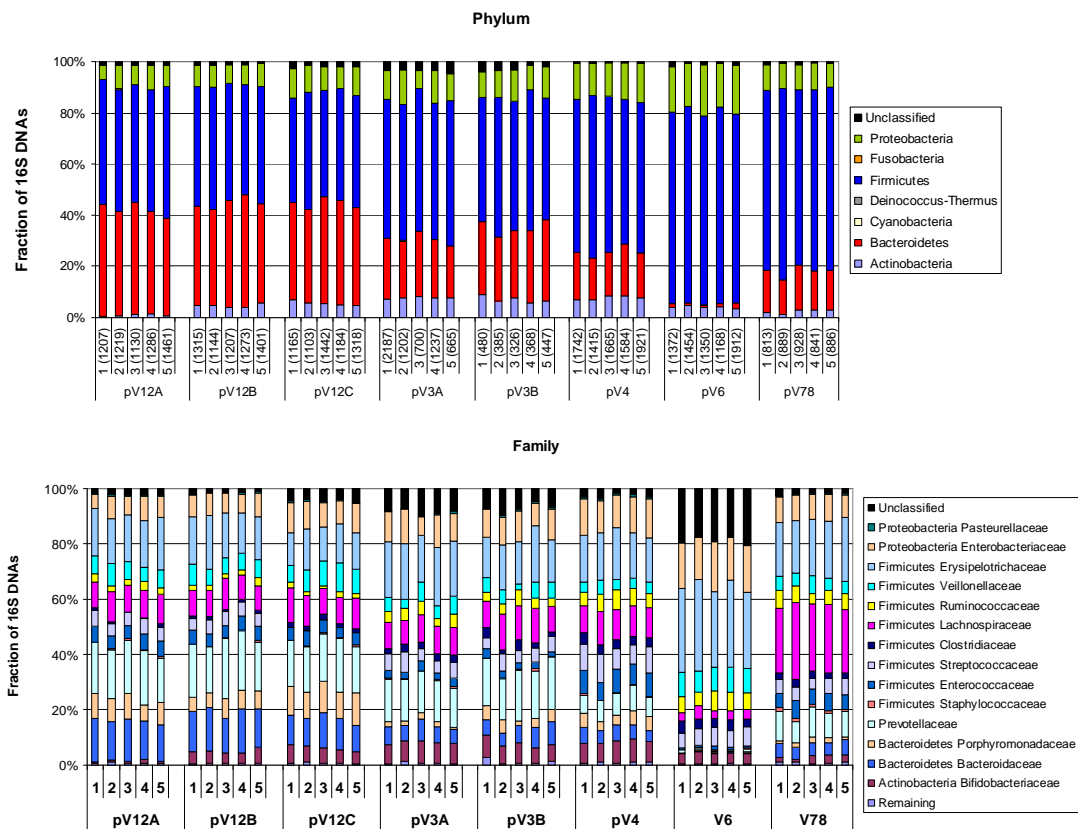 Phylum
Fraction of 16S DNAs
100%
80%
60%
40%
20%
0%
Unclassified
Proteobacteria
Fusobacteria
Firmicutes
Deinococcus-Thermus
Cyanobacteria
Bacteroidetes
Actinobacteria
1 (1207) 2 (1219) 3 (1130) 4 (1286) 5 (1461) 1 (1315) 2 (1144) 3 (1207) 4 (1273) 5 (1401) 1 (1165) 2 (1103) 3 (1442) 4 (1184) 5 (1318) 1 (2187) 2 (1202) 3 (700) 4 (1237) 5 (665) 1 (480) 2 (385) 3 (326) 4 (368) 5 (447) 1 (1742) 2 (1415) 3 (1665) 4 (1584) 5 (1921) 1 (1372) 2 (1454) 3 (1350) 4 (1168) 5 (1912) 1 (813) 2 (889) 3 (928) 4 (841) 5 (886)
pV12A pV12B pV12C pV3A pV3B pV4 pV6 pV78
Family
Fraction of 16S DNAs
100%
80%
60%
40%
20%
0%
Unclassified
Proteobacteria Pasteurellaceae
Proteobacteria Enterobacteriaceae
Firmicutes Erysipelotrichaceae
Firmicutes Veillonellaceae
Firmicutes Ruminococcaceae
Firmicutes Lachnospiraceae
Firmicutes Clostridiaceae
Firmicutes Streptococcaceae
Firmicutes Enterococcaceae
Firmicutes Staphylococcaceae
Prevotellaceae
Bacteroidetes Porphyromonadaceae
Bacteroidetes Bacteroidaceae
Actinobacteria Bifidobacteriaceae
Remaining
1 2 3 4 5 1 2 3 4 5 1 2 3 4 5 1 2 3 4 5 1 2 3 4 5 1 2 3 4 5 1 2 3 4 5 1 2 3 4 5
pV12A pV12B pV12C pV3A pV3B pV4 V6 V78